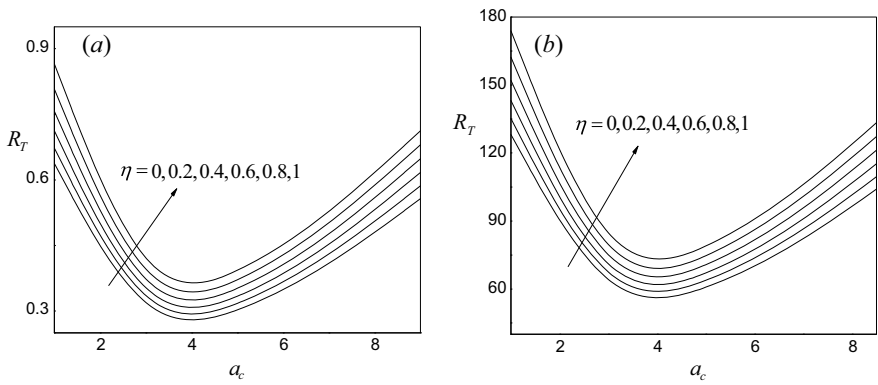 (a)
0.9
R_T
0.6
0.3
η = 0, 0.2, 0.4, 0.6, 0.8, 1
2 4 6 8
a_c
(b)
180
150
R_T
120
90
60
η = 0, 0.2, 0.4, 0.6, 0.8, 1
2 4 6 8
a_c